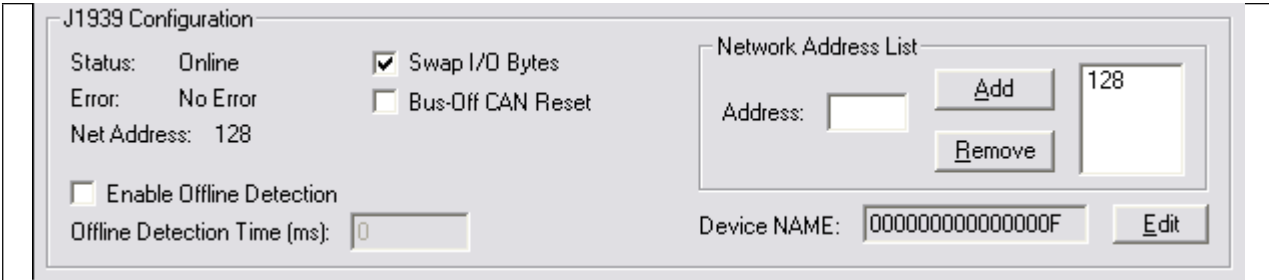 J1939 Configuration
Status: Online
Error: No Error
Net Address: 128
Swap I/O Bytes
Bus-Off CAN Reset
Enable Offline Detection
Offline Detection Time (ms): 0
Network Address List
Address:
Add
Remove
128
Device NAME: 000000000000000F
Edit